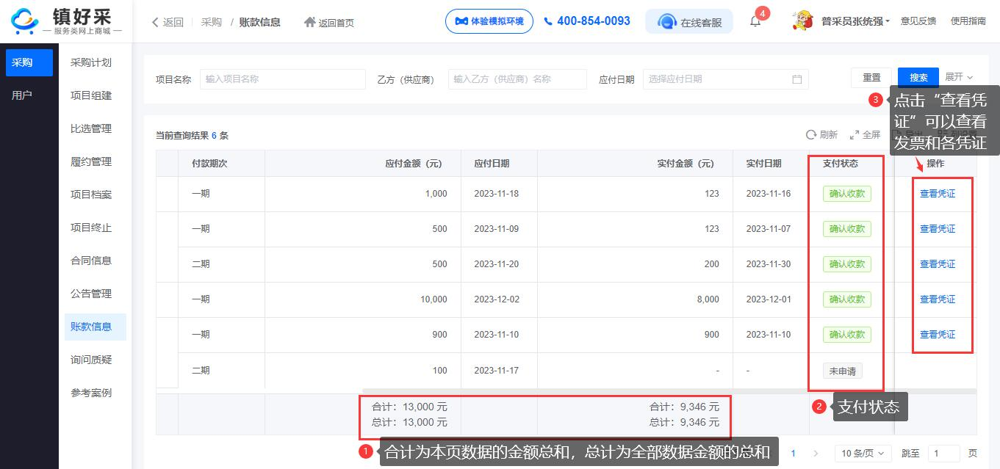 镇好采
服务类网上商城
返回
采购 / 账款信息
返回首页
体验模拟环境
400-854-0093
在线客服
4
普采员张统强
意见反馈
使用指南
采购
用户
采购计划
项目组建
比选管理
履约管理
项目档案
项目终止
合同信息
公告管理
账款信息
询问质疑
参考案例
项目名称 输入项目名称
乙方（供应商） 输入乙方（供应商）名称
应付日期 选择应付日期
重置 搜索 展开
3 点击“查看凭
证”可以查看
发票和各凭证
当前查询结果 6 条
刷新 全屏
付款期次 应付金额（元） 应付日期 实付金额（元） 实付日期 支付状态 操作
一期 1,000 2023-11-18 123 2023-11-16 确认收款 查看凭证
一期 500 2023-11-09 123 2023-11-07 确认收款 查看凭证
二期 500 2023-11-20 200 2023-11-30 确认收款 查看凭证
一期 10,000 2023-12-02 8,000 2023-12-01 确认收款 查看凭证
一期 900 2023-11-10 900 2023-11-10 确认收款 查看凭证
二期 100 2023-11-17 - - 未申请
合计：13,000 元 合计：9,346 元
总计：13,000 元 总计：9,346 元
2 支付状态
1 合计为本页数据的金额总和，总计为全部数据金额的总和
1 10 条/页 跳至 1 页